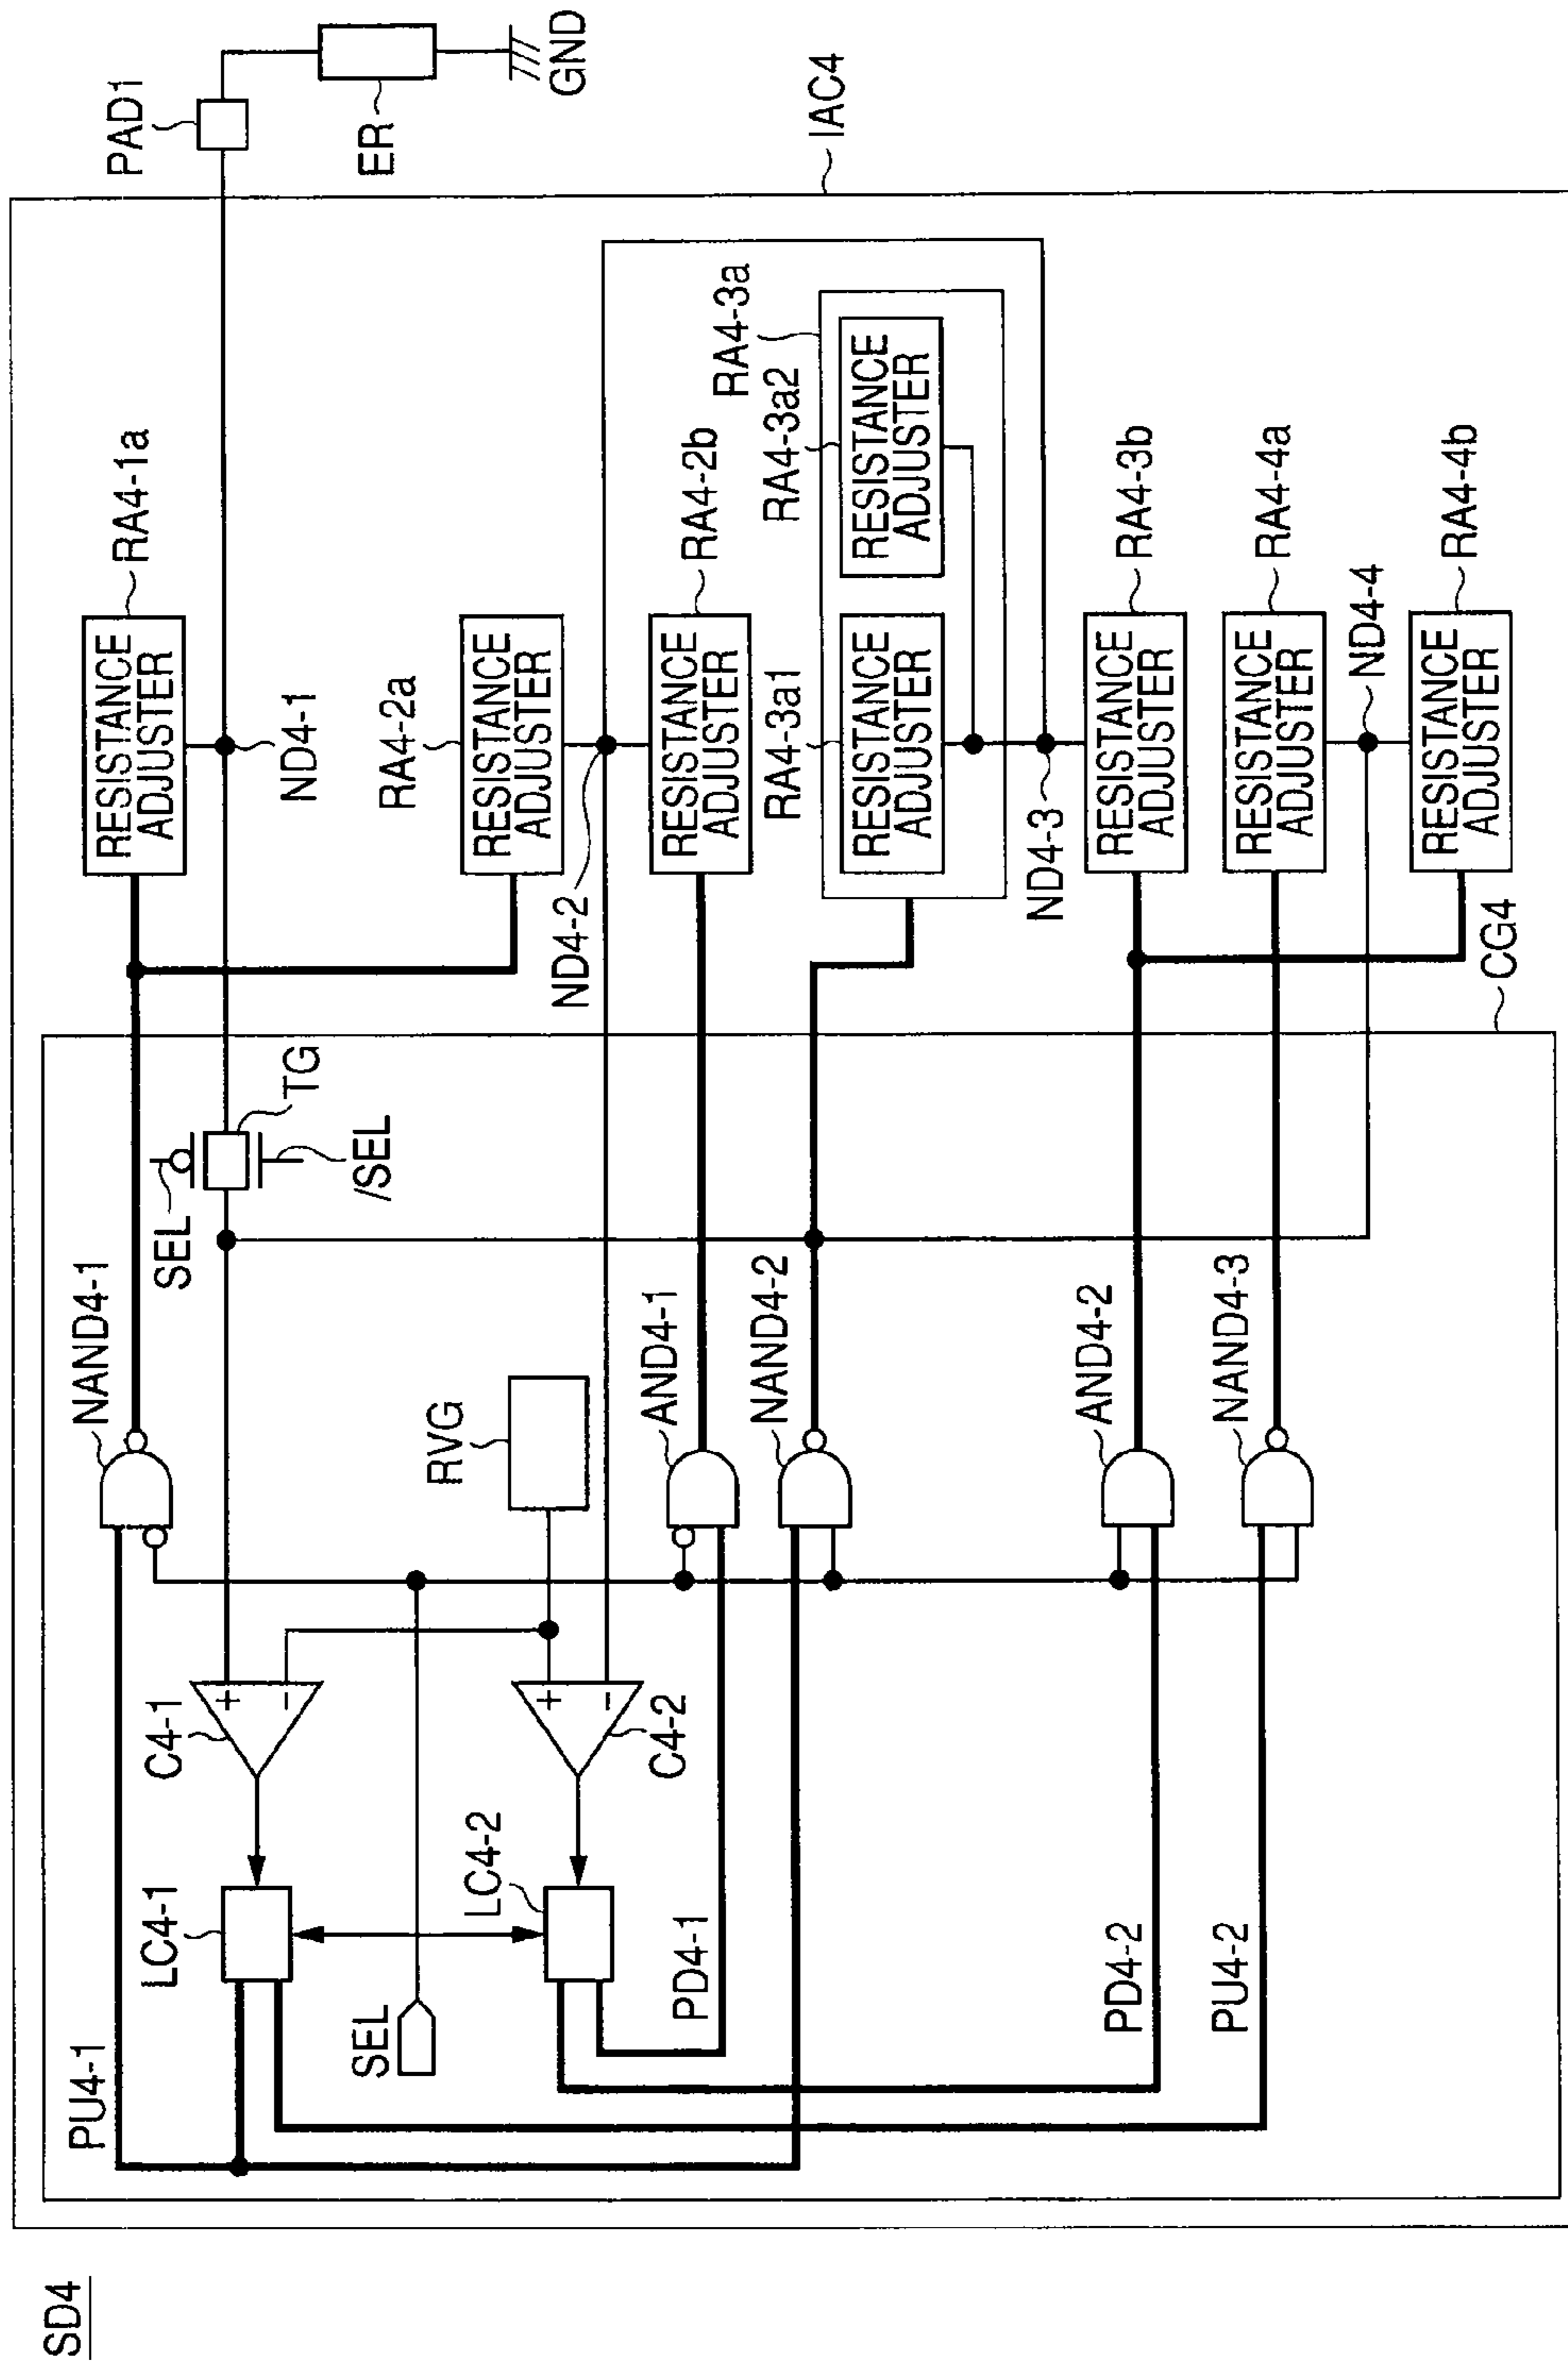 SD4
PAD1
ER
GND
IAC4
RESISTANCE
ADJUSTER
RA4-1a
ND4-1
RA4-2a
RESISTANCE
ADJUSTER
ND4-2
RESISTANCE
ADJUSTER
RA4-2b
RA4-3a
RA4-3a2
RESISTANCE
ADJUSTER
RA4-3a1
RESISTANCE
ADJUSTER
ND4-3
RESISTANCE
ADJUSTER
RA4-3b
RESISTANCE
ADJUSTER
RA4-4a
ND4-4
RESISTANCE
ADJUSTER
RA4-4b
CG4
TG
SEL
/SEL
NAND4-1
RVG
AND4-1
NAND4-2
AND4-2
NAND4-3
C4-1
+
-
C4-2
+
-
LC4-1
LC4-2
SEL
PU4-1
PD4-1
PD4-2
PU4-2